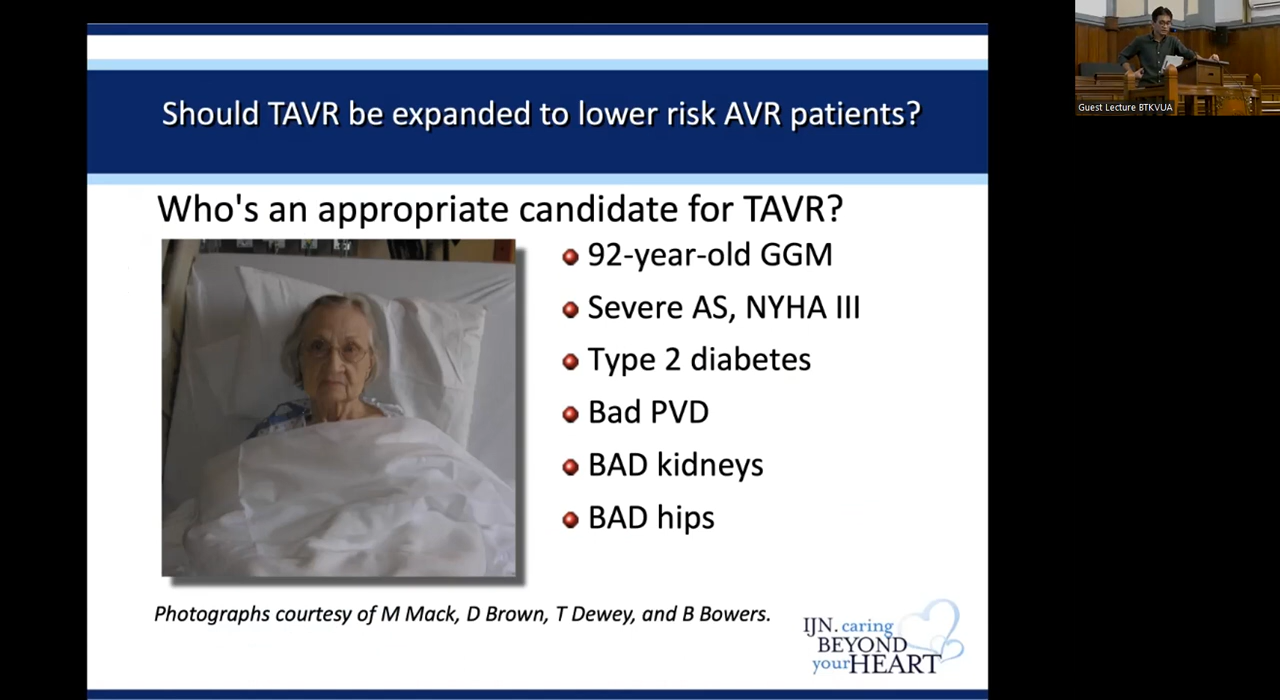 Should TAVR be expanded to lower risk AVR patients?
Guest Lecture BTKVUA
Who's an appropriate candidate for TAVR?
92-year-old GGM
Severe AS, NYHA III
Type 2 diabetes
Bad PVD
BAD kidneys
BAD hips
Photographs courtesy of M Mack, D Brown, T Dewey, and B Bowers.
IJN. caring
BEYOND
your HEART